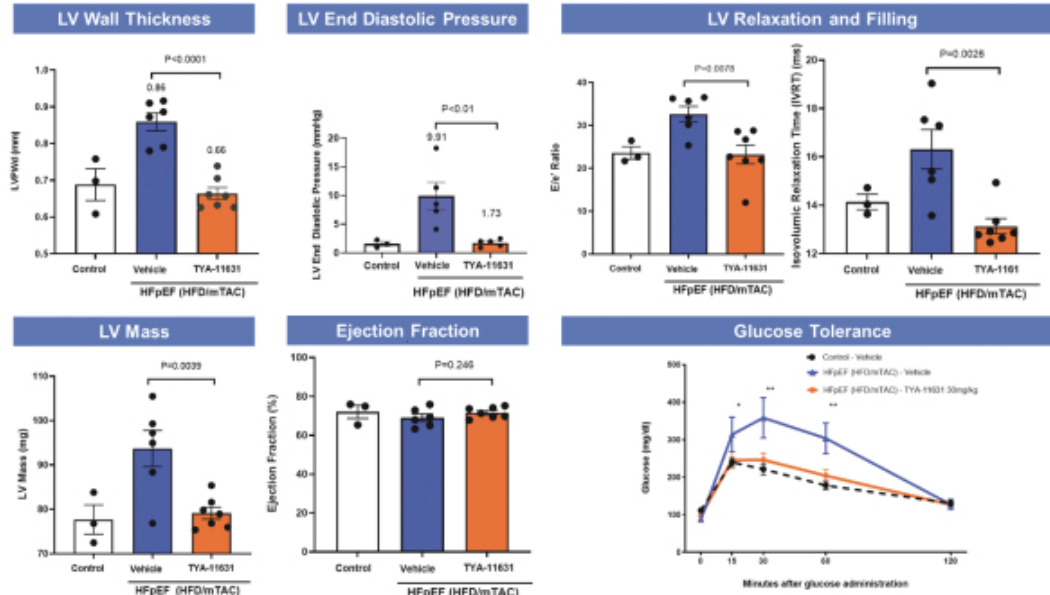 LV Wall Thickness
P<0.0001
0.86
0.66
LVPWd (mm)
1.0
0.9
0.8
0.7
0.6
0.5
Control
Vehicle
TYA-11631
HFpEF (HFD/mTAC)
LV End Diastolic Pressure
P<0.01
9.91
1.73
LV End Diastolic Pressure (mmHg)
20
15
10
5
0
Control
Vehicle
TYA-11631
HFpEF (HFD/mTAC)
LV Relaxation and Filling
P=0.0078
E/e' Ratio
40
30
20
10
0
Control
Vehicle
TYA-11631
HFpEF (HFD/mTAC)
P=0.0026
Isovolumic Relaxation Time (IVRT) (ms)
20
18
16
14
12
Control
Vehicle
TYA-1161
HFpEF (HFD/mTAC)
LV Mass
P=0.0039
LV Mass (mg)
110
100
90
80
70
Control
Vehicle
TYA-11631
HFpEF (HFD/mTAC)
Ejection Fraction
P=0.246
Ejection Fraction (%)
100
80
60
40
20
0
Control
Vehicle
TYA-11631
HFpEF (HFD/mTAC)
Glucose Tolerance
Control - Vehicle
HFpEF (HFD/mTAC) - Vehicle
HFpEF (HFD/mTAC) - TYA-11631 30mg/kg
*
**
**
Glucose (mg/dl)
500
400
300
200
100
0
0
15
30
60
120
Minutes after glucose administration